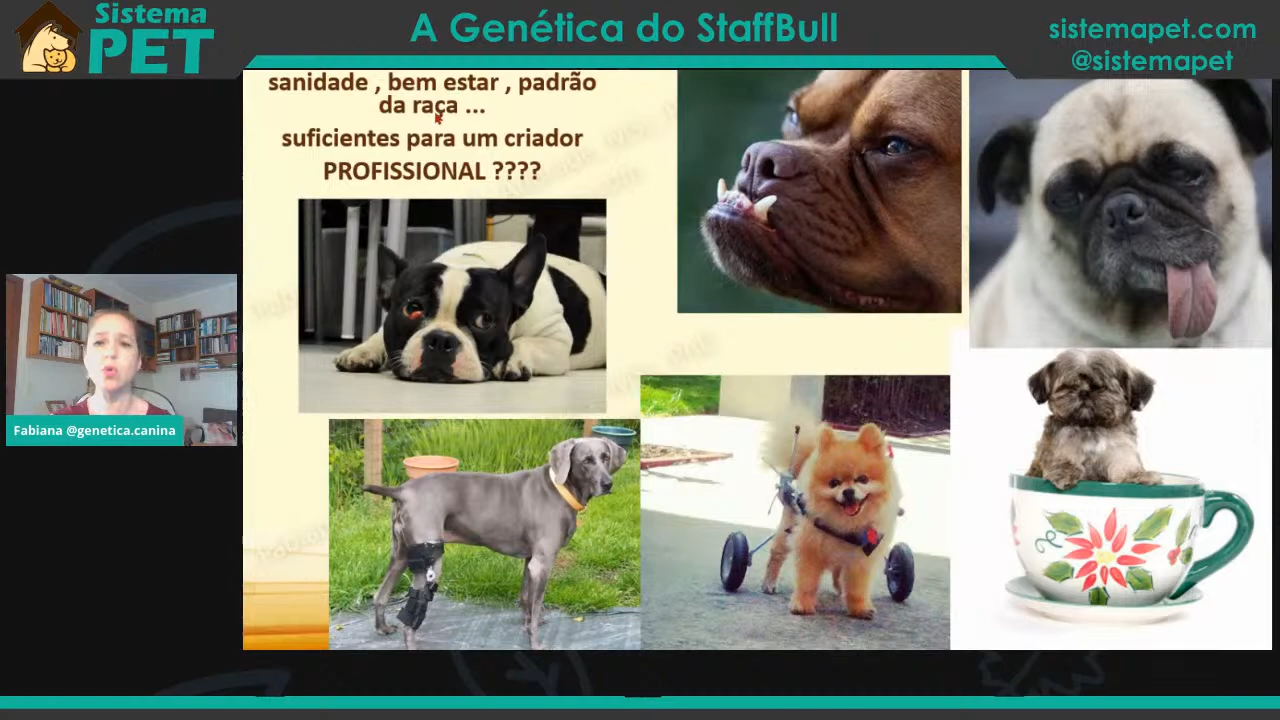 Sistema
PET
A Genética do StaffBull
sistemapet.com
@sistemapet
sanidade , bem estar , padrão
da raça ...
suficientes para um criador
PROFISSIONAL ????
Fabiana @genetica.canina